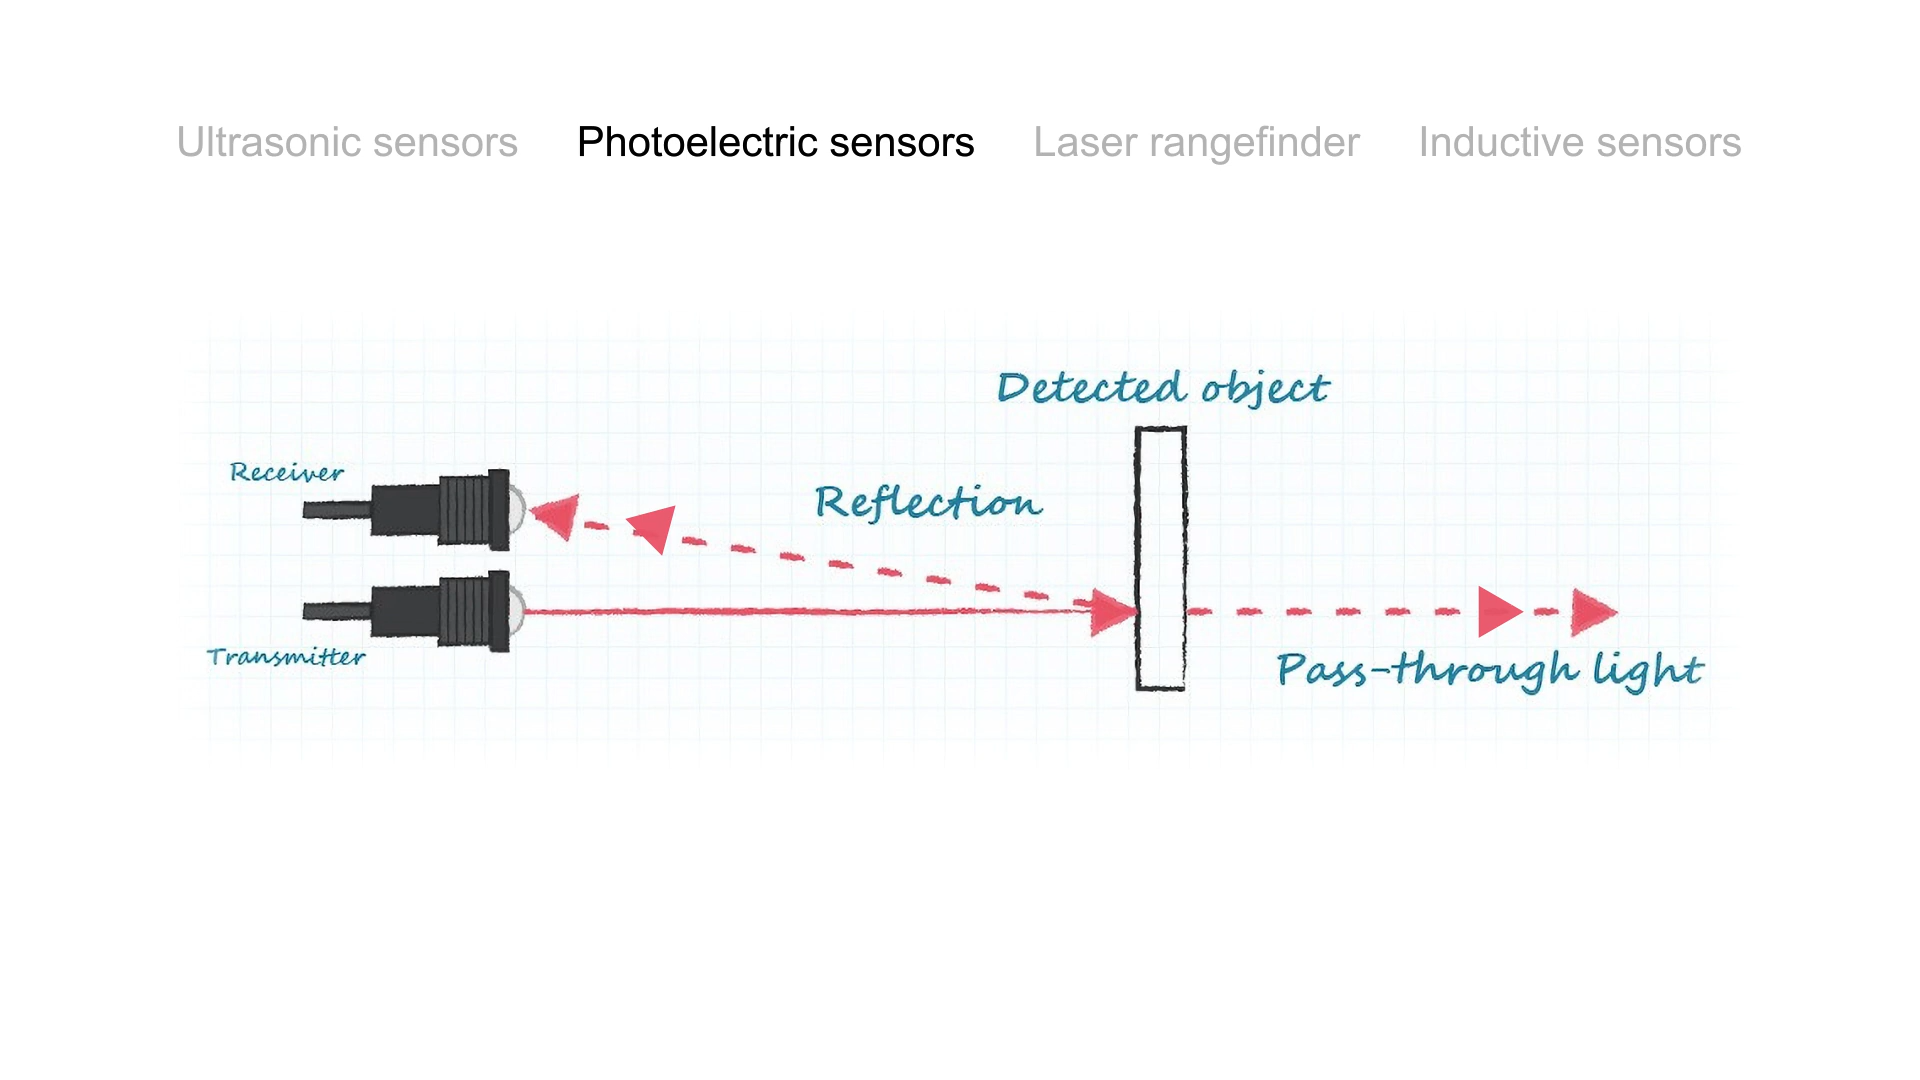 Ultrasonic sensors Photoelectric sensors Laser rangefinder Inductive sensors
Detected object
Receiver
Reflection
Transmitter
Pass-through light